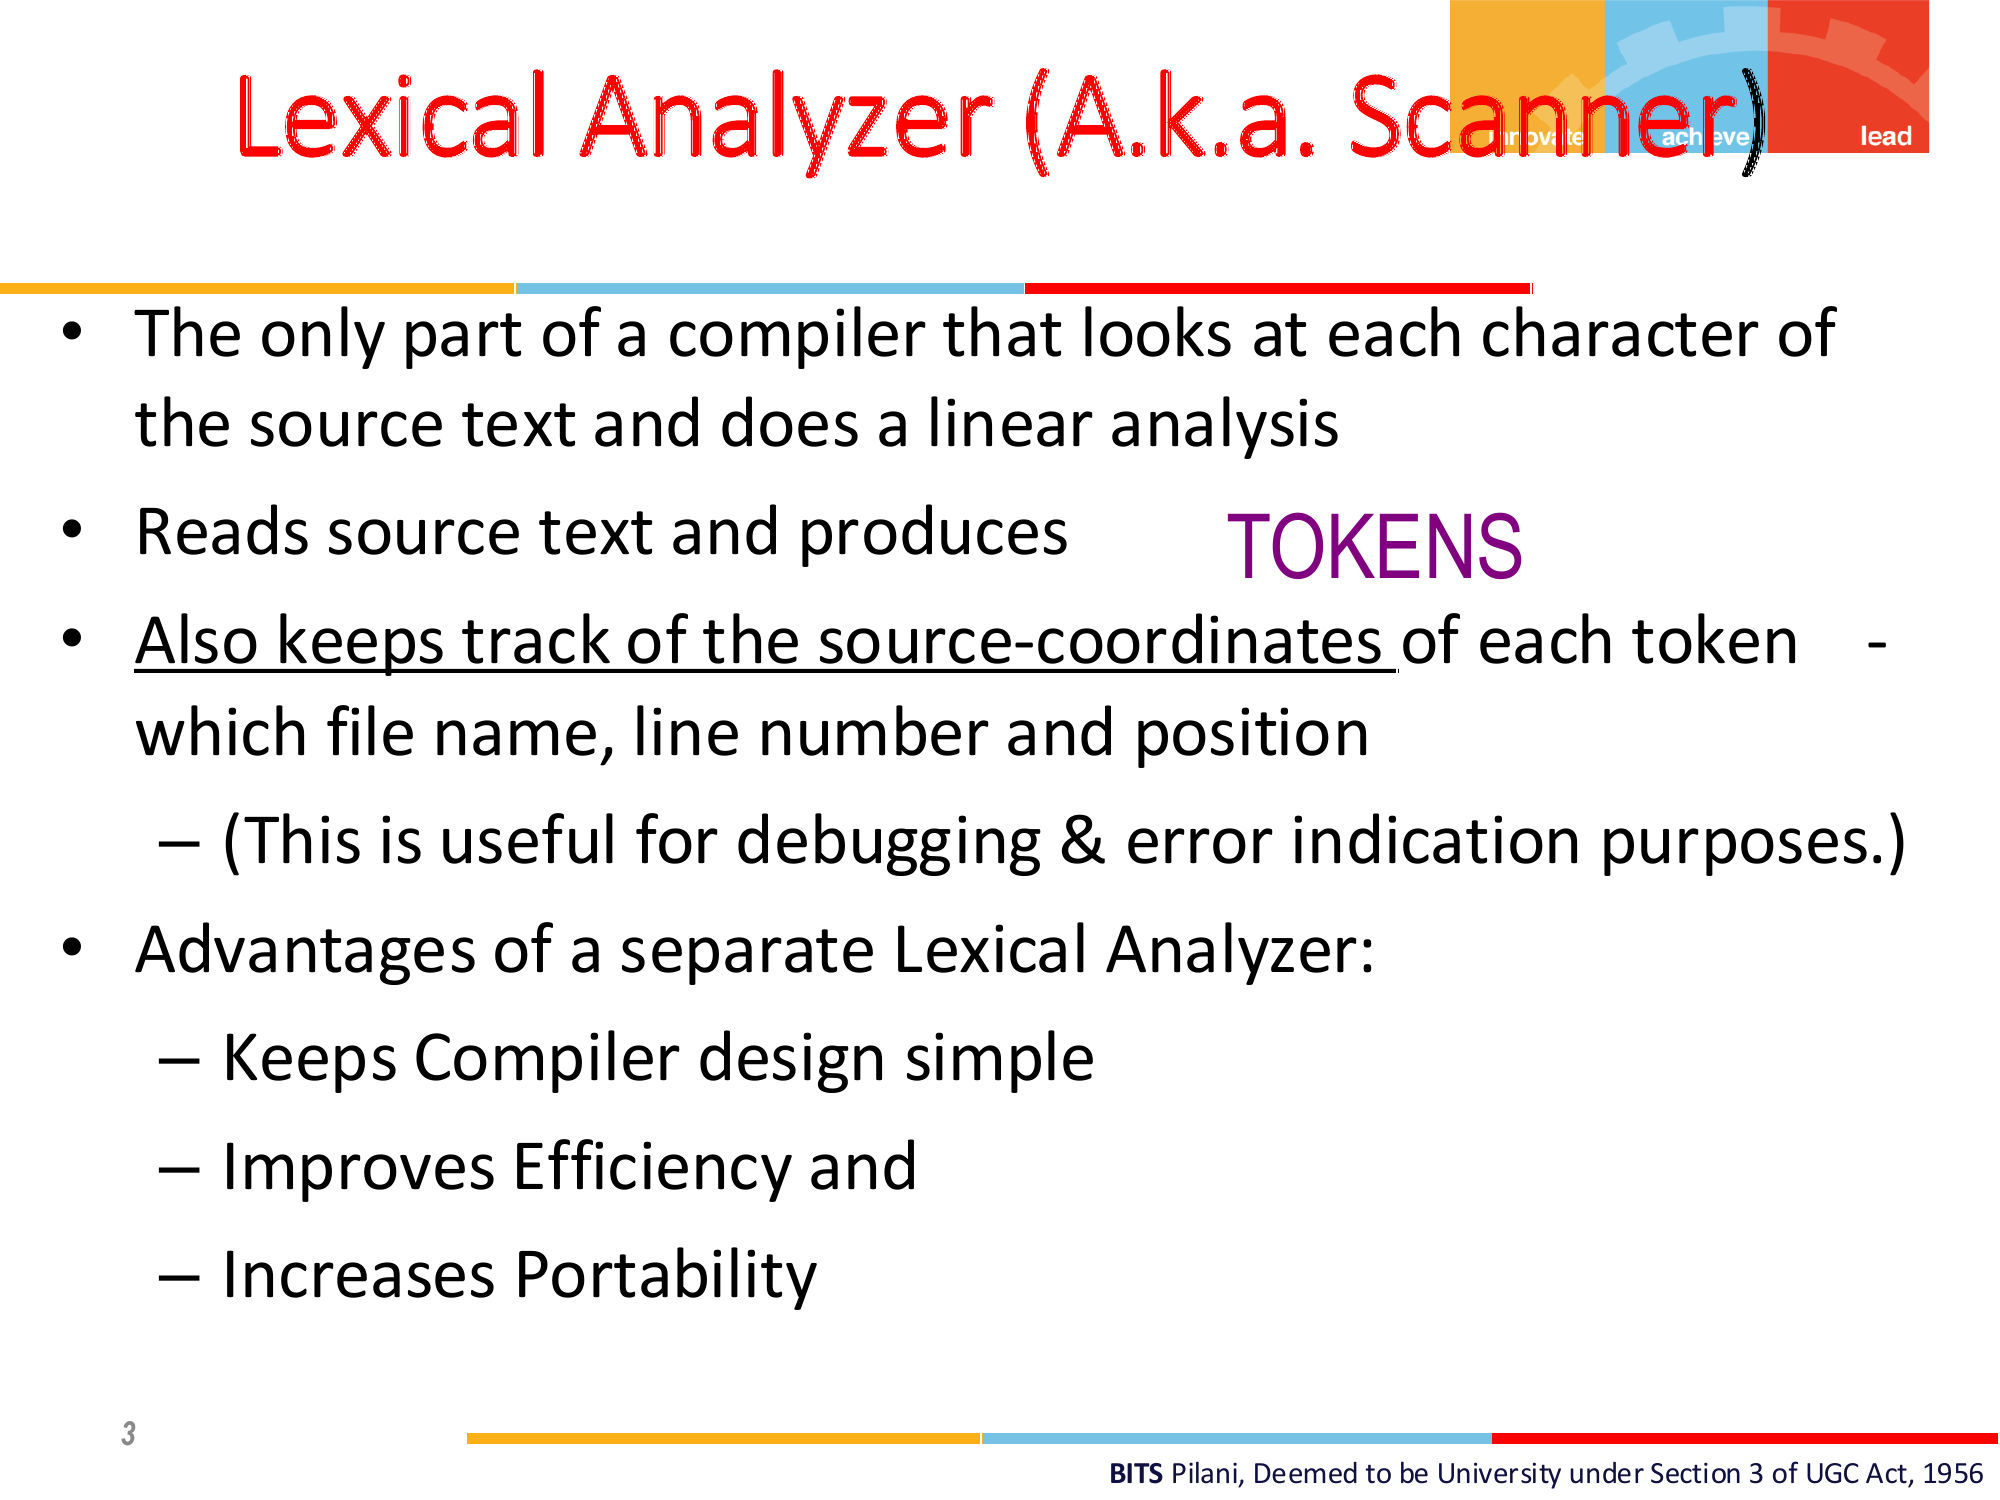 Lexical Analyzer (A.k.a. Scanner)
innovate achieve lead
• The only part of a compiler that looks at each character of
the source text and does a linear analysis
• Reads source text and produces TOKENS
• Also keeps track of the source-coordinates of each token -
which file name, line number and position
– (This is useful for debugging & error indication purposes.)
• Advantages of a separate Lexical Analyzer:
– Keeps Compiler design simple
– Improves Efficiency and
– Increases Portability
3
BITS Pilani, Deemed to be University under Section 3 of UGC Act, 1956